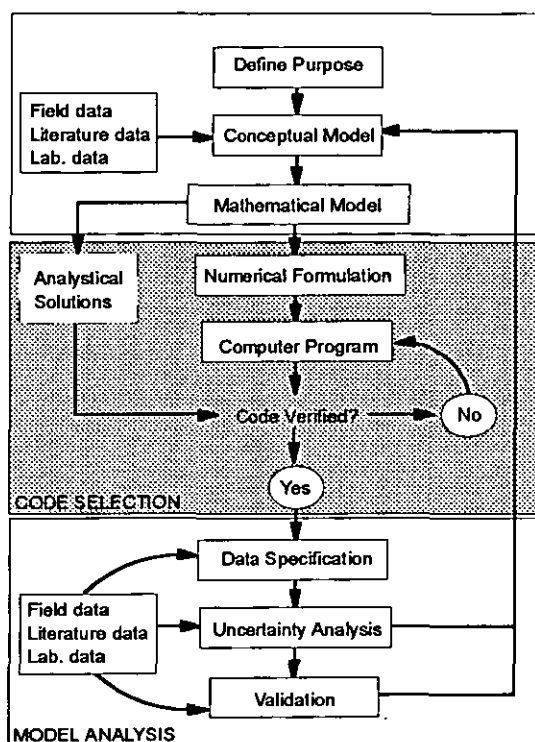 Define Purpose
Field data
Literature data
Lab. data
Conceptual Model
Mathematical Model
Analystical
Solutions
Numerical Formulation
Computer Program
Code Verified?
No
Yes
CODE SELECTION
Data Specification
Field data
Literature data
Lab. data
Uncertainty Analysis
Validation
MODEL ANALYSIS